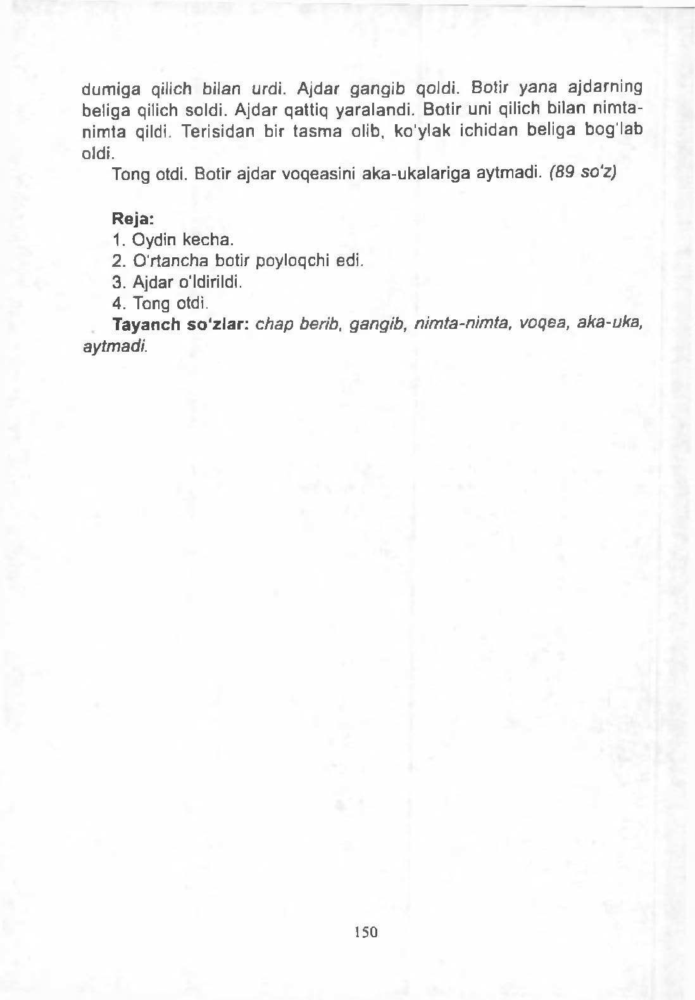 dumiga qilich bilan urdi. Ajdar gangib qoldi. Botir yana ajdarning
beliga qilich soldi. Ajdar qattiq yaralandi. Botir uni qilich bilan nimta-
nimta qildi. Terisidan bir tasma olib, ko'ylak ichidan beliga bog'lab
oldi.
Tong otdi. Botir ajdar voqeasini aka-ukalariga aytmadi. (89 so‘z)
Reja:
1. Oydin kecha.
2. O'rtancha botir poyloqchi edi.
3. Ajdar o'ldirildi.
4. Tong otdi.
Tayanch so‘zlar: chap berib, gangib, nimta-nimta, voqea, aka-uka,
aytmadi.
150